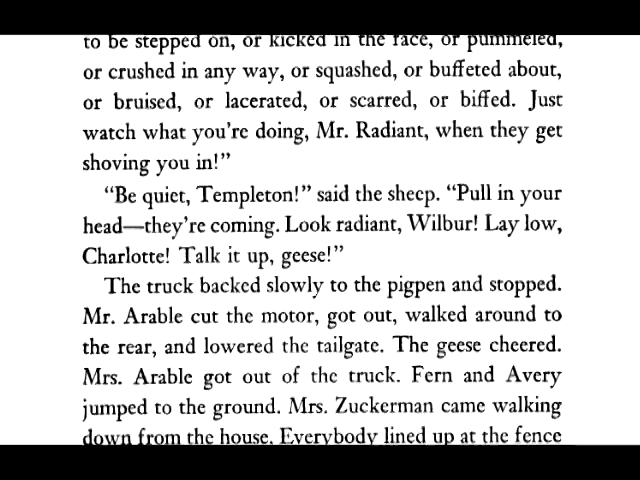 to be stepped on, or kicked in the face, or pummeled,
or crushed in any way, or squashed, or buffeted about,
or bruised, or lacerated, or scarred, or biffed. Just
watch what you're doing, Mr. Radiant, when they get
shoving you in!”
“Be quiet, Templeton!” said the sheep. “Pull in your
head—they're coming. Look radiant, Wilbur! Lay low,
Charlotte! Talk it up, geese!”
The truck backed slowly to the pigpen and stopped.
Mr. Arable cut the motor, got out, walked around to
the rear, and lowered the tailgate. The geese cheered.
Mrs. Arable got out of the truck. Fern and Avery
jumped to the ground. Mrs. Zuckerman came walking
down from the house. Everybody lined up at the fence